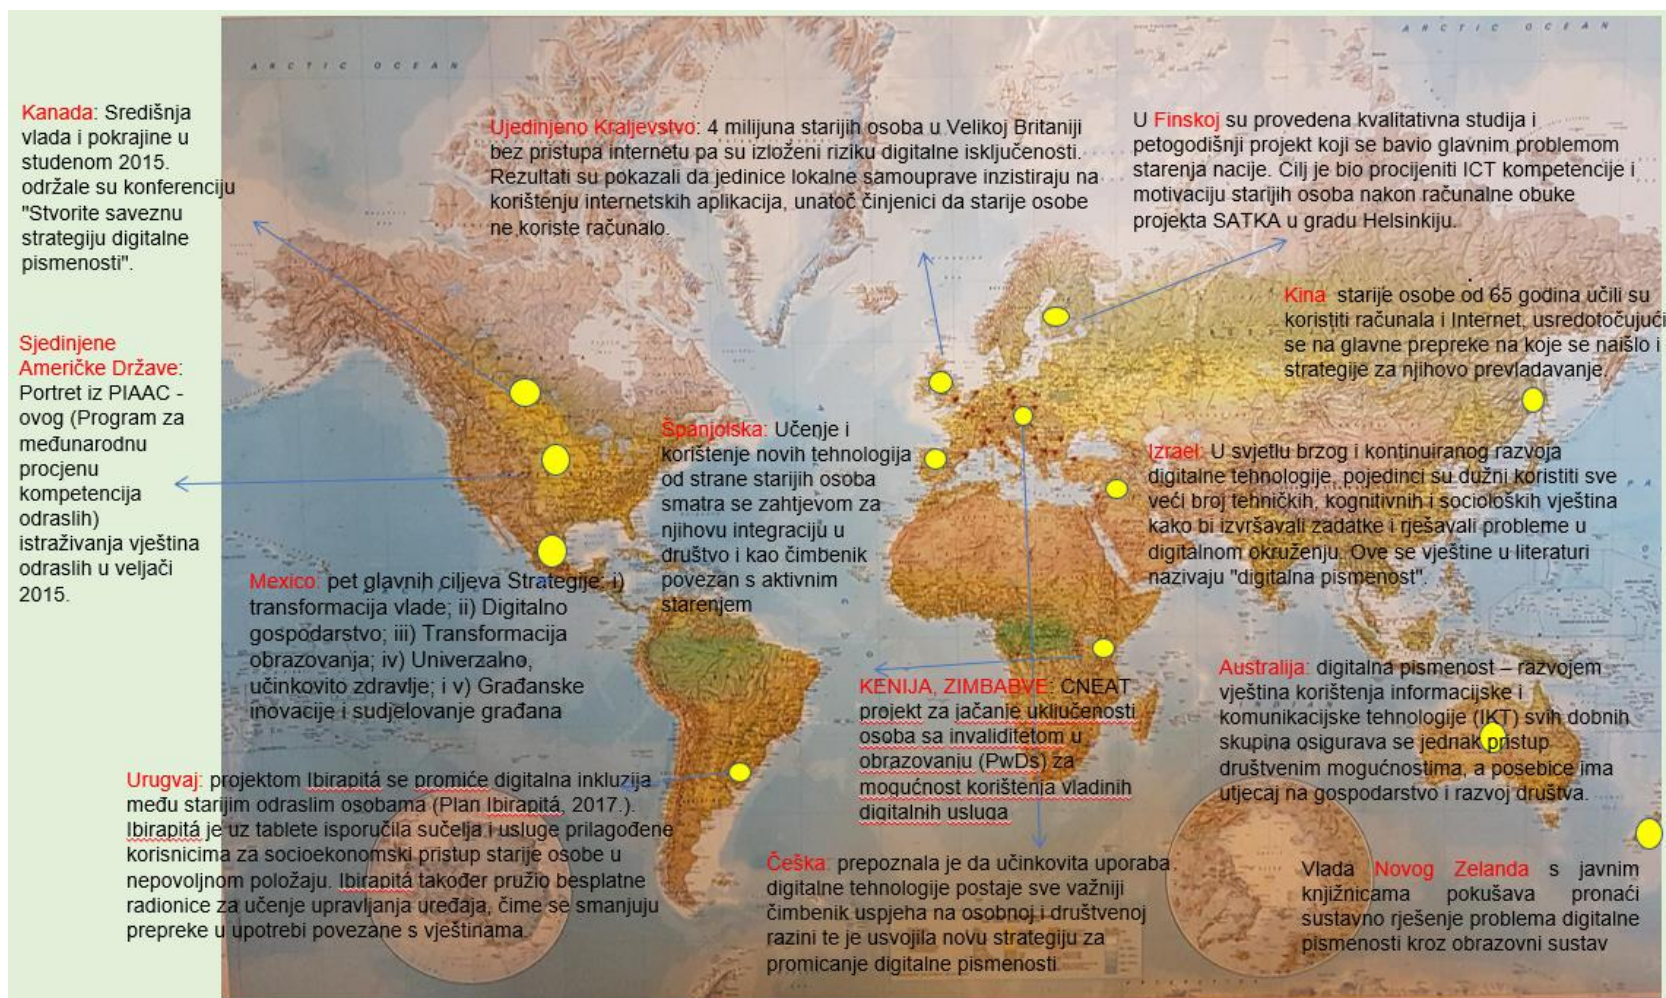 ARCTIC OCEAN
ARCTIC OCEAN
Kanada: Središnja
vlada i pokrajine u
studenom 2015.
održale su konferenciju
"Stvorite saveznu
strategiju digitalne
pismenosti".
Ujedinjeno Kraljevstvo: 4 milijuna starijih osoba u Velikoj Britaniji
bez pristupa internetu pa su izloženi riziku digitalne isključenosti.
Rezultati su pokazali da jedinice lokalne samouprave inzistiraju na
korištenju internetskih aplikacija, unatoč činjenici da starije osobe
ne koriste računalo.
U Finskoj su provedena kvalitativna studija i
petogodišnji projekt koji se bavio glavnim problemom
starenja nacije. Cilj je bio procijeniti ICT kompetencije i
motivaciju starijih osoba nakon računalne obuke
projekta SATKA u gradu Helsinkiju.
Kina starije osobe od 65 godina učili su
koristiti računala i Internet, usredotočujući
se na glavne prepreke na koje se naišlo i
strategije za njihovo prevladavanje.
Sjedinjene
Američke Države:
Portret iz PIAAC -
ovog (Program za
međunarodnu
procjenu
kompetencija
odraslih)
istraživanja vještina
odraslih u veljači
2015.
Španjolska: Učenje i
korištenje novih tehnologija
od strane starijih osoba
smatra se zahtjevom za
njihovu integraciju u
društvo i kao čimbenik
povezan s aktivnim
starenjem
Izrael: U svjetlu brzog i kontinuiranog razvoja
digitalne tehnologije, pojedinci su dužni koristiti sve
veći broj tehničkih, kognitivnih i socioloških vještina
kako bi izvršavali zadatke i rješavali probleme u
digitalnom okruženju. Ove se vještine u literaturi
nazivaju "digitalna pismenost".
Mexico: pet glavnih ciljeva Strategije: i)
transformacija vlade; ii) Digitalno
gospodarstvo; iii) Transformacija
obrazovanja; iv) Univerzalno,
učinkovito zdravlje; i v) Građanske
inovacije i sudjelovanje građana
KENIJA, ZIMBABVE: CNEAT
projekt za jačanje uključenosti
osoba sa invaliditetom u
obrazovanju (PwDs) za
mogućnost korištenja vladinih
digitalnih usluga
Australija: digitalna pismenost – razvojem
vještina korištenja informacijske i
komunikacijske tehnologije (IKT) svih dobnih
skupina osigurava se jednak pristup
društvenim mogućnostima, a posebice ima
utjecaj na gospodarstvo i razvoj društva.
Urugvaj: projektom Ibirapitá se promiće digitalna inkluzija
među starijim odraslim osobama (Plan Ibirapitá, 2017.).
Ibirapitá je uz tablete isporučila sučelja i usluge prilagođene
korisnicima za socioekonomski pristup starije osobe u
nepovoljnom položaju. Ibirapitá također pružio besplatne
radionice za učenje upravljanja uređaja, čime se smanjuju
prepreke u upotrebi povezane s vještinama.
Češka: prepoznala je da učinkovita uporaba
digitalne tehnologije postaje sve važniji
čimbenik uspjeha na osobnoj i društvenoj
razini te je usvojila novu strategiju za
promicanje digitalne pismenosti
Vlada Novog Zelanda s javnim
knjižnicama pokušava pronaći
sustavno rješenje problema digitalne
pismenosti kroz obrazovni sustav